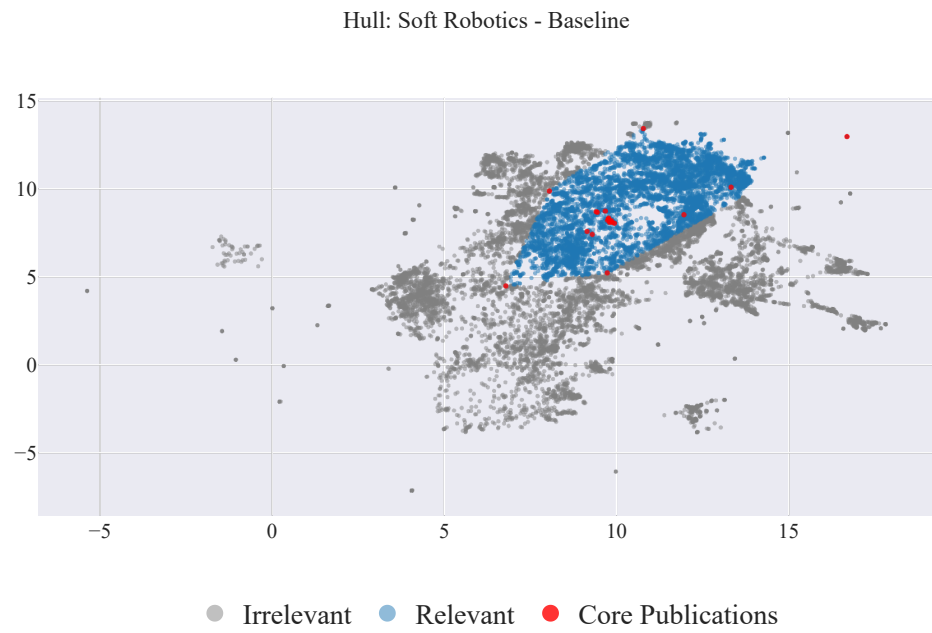 Hull: Soft Robotics - Baseline
15
10
5
0
−5
−5 0 5 10 15
Irrelevant Relevant Core Publications